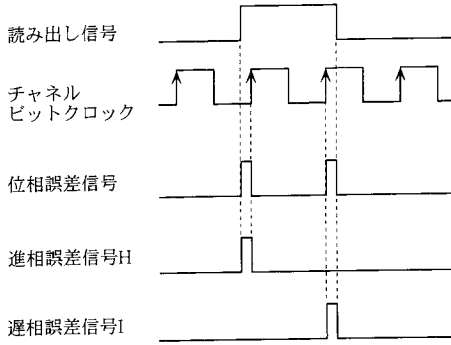 読み出し信号
チャネル
ビットクロック
位相誤差信号
進相誤差信号H
遅相誤差信号I